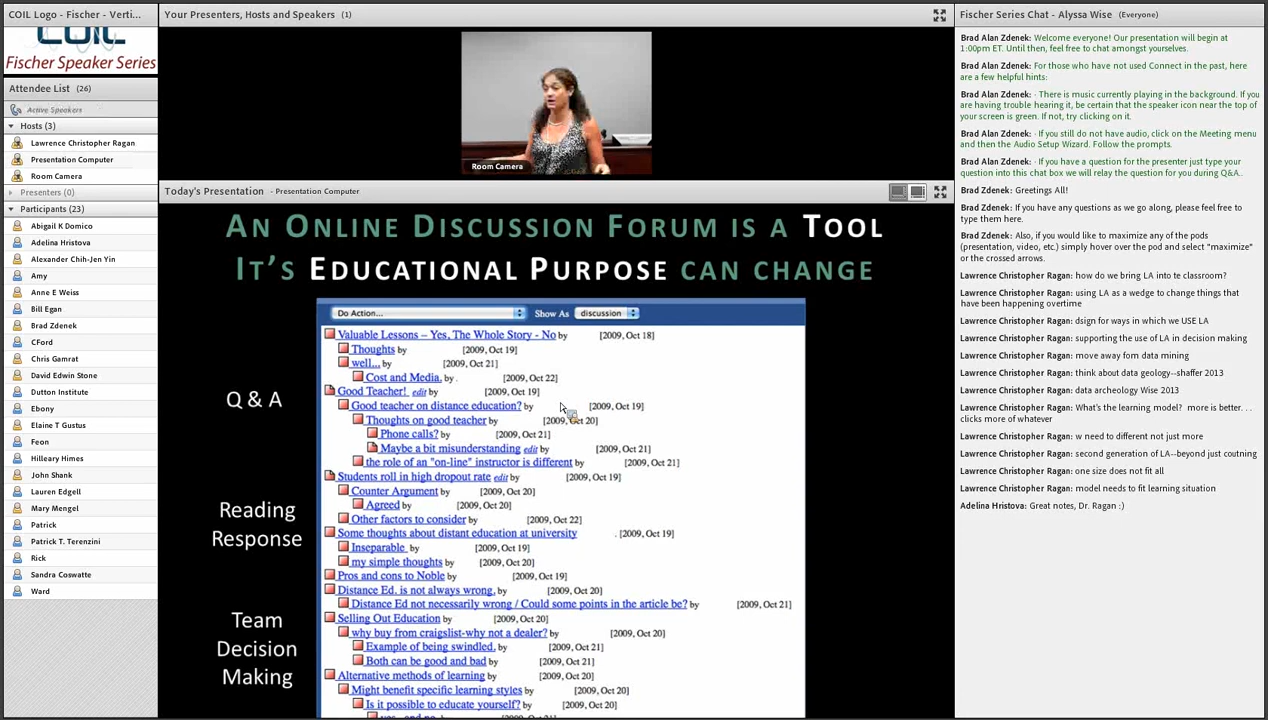 COIL Logo - Fischer - Verti...
COIL
Fischer Speaker Series
Attendee List (26)
Active Speakers
Hosts (3)
Lawrence Christopher Ragan
Presentation Computer
Room Camera
Presenters (0)
Participants (23)
Abigail K Domico
Adelina Hristova
Alexander Chih-Jen Yin
Amy
Anne E Weiss
Bill Egan
Brad Zdenek
CFord
Chris Gamrat
David Edwin Stone
Dutton Institute
Ebony
Elaine T Gustus
Feon
Hilleary Himes
John Shank
Lauren Edgell
Mary Mengel
Patrick
Patrick T. Terenzini
Rick
Sandra Coswatte
Ward
Your Presenters, Hosts and Speakers (1)
Room Camera
Today's Presentation - Presentation Computer
AN ONLINE DISCUSSION FORUM IS A TOOL
IT'S EDUCATIONAL PURPOSE CAN CHANGE
Q & A
Reading
Response
Team
Decision
Making
Do Action... Show As discussion
Valuable Lessons – Yes, The Whole Story - No by [2009, Oct 18]
Thoughts by [2009, Oct 19]
well... by [2009, Oct 21]
Cost and Media. by . [2009, Oct 22]
Good Teacher! edit by [2009, Oct 19]
Good teacher on distance education? by [2009, Oct 19]
Thoughts on good teacher by [2009, Oct 20]
Phone calls? by [2009, Oct 21]
Maybe a bit misunderstanding edit by [2009, Oct 21]
the role of an "on-line" instructor is different by [2009, Oct 21]
Students roll in high dropout rate edit by [2009, Oct 19]
Counter Argument by [2009, Oct 20]
Agreed by [2009, Oct 20]
Other factors to consider by [2009, Oct 22]
Some thoughts about distant education at university . [2009, Oct 19]
Inseparable by [2009, Oct 19]
my simple thoughts by [2009, Oct 20]
Pros and cons to Noble by [2009, Oct 19]
Distance Ed. is not always wrong. by [2009, Oct 20]
Distance Ed not necessarily wrong / Could some points in the article be? by [2009, Oct 21]
Selling Out Education by [2009, Oct 20]
why buy from craigslist-why not a dealer? by [2009, Oct 20]
Example of being swindled. by [2009, Oct 21]
Both can be good and bad by [2009, Oct 21]
Alternative methods of learning by [2009, Oct 20]
Might benefit specific learning styles by [2009, Oct 20]
Is it possible to educate yourself? by [2009, Oct 20]
Fischer Series Chat - Alyssa Wise (Everyone)
Brad Alan Zdenek: Welcome everyone! Our presentation will begin at
1:00pm ET. Until then, feel free to chat amongst yourselves.
Brad Alan Zdenek: For those who have not used Connect in the past, here
are a few helpful hints:
Brad Alan Zdenek: · There is music currently playing in the background. If you
are having trouble hearing it, be certain that the speaker icon near the top of
your screen is green. If not, try clicking on it.
Brad Alan Zdenek: · If you still do not have audio, click on the Meeting menu
and then the Audio Setup Wizard. Follow the prompts.
Brad Alan Zdenek: · If you have a question for the presenter just type your
question into this chat box we will relay the question for you during Q&A..
Brad Zdenek: Greetings All!
Brad Zdenek: If you have any questions as we go along, please feel free to
type them here.
Brad Zdenek: Also, if you would like to maximize any of the pods
(presentation, video, etc.) simply hover over the pod and select "maximize"
or the crossed arrows.
Lawrence Christopher Ragan: how do we bring LA into te classroom?
Lawrence Christopher Ragan: using LA as a wedge to change things that
have been happening overtime
Lawrence Christopher Ragan: dsign for ways in which we USE LA
Lawrence Christopher Ragan: supporting the use of LA in decision making
Lawrence Christopher Ragan: move away fom data mining
Lawrence Christopher Ragan: think about data geology--shaffer 2013
Lawrence Christopher Ragan: data archeology Wise 2013
Lawrence Christopher Ragan: What's the learning model? more is better. . .
clicks more of whatever
Lawrence Christopher Ragan: w need to different not just more
Lawrence Christopher Ragan: second generation of LA--beyond just coutning
Lawrence Christopher Ragan: one size does not fit all
Lawrence Christopher Ragan: model needs to fit learning situation
Adelina Hristova: Great notes, Dr. Ragan :)